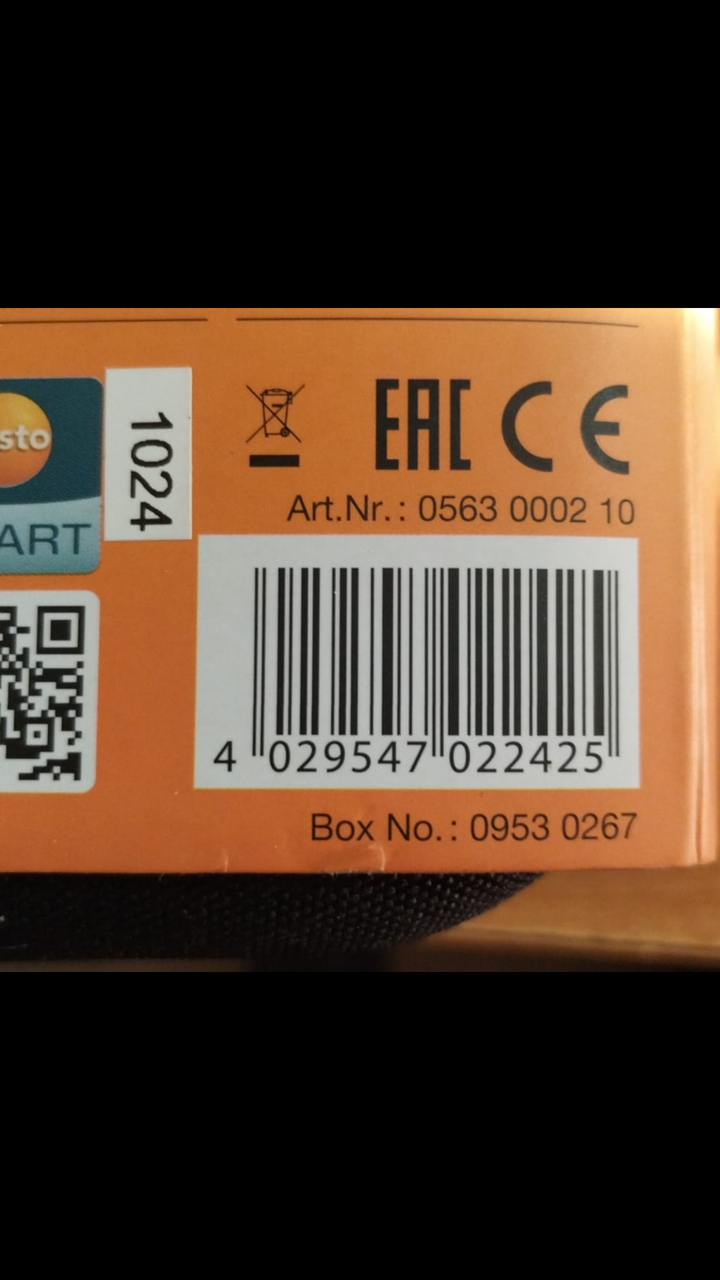 sto
ART
1024
EAC CE
Art.Nr.: 0563 0002 10
4 029547 022425
Box No.: 0953 0267